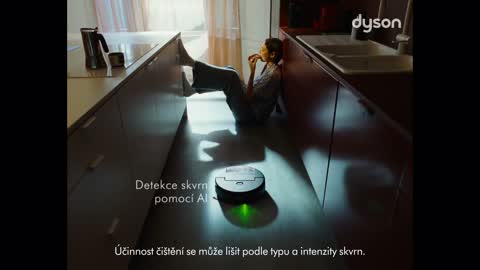 dyson
Detekce skvrn
pomocí AI
Účinnost čištění se může lišit podle typu a intenzity skvrn.